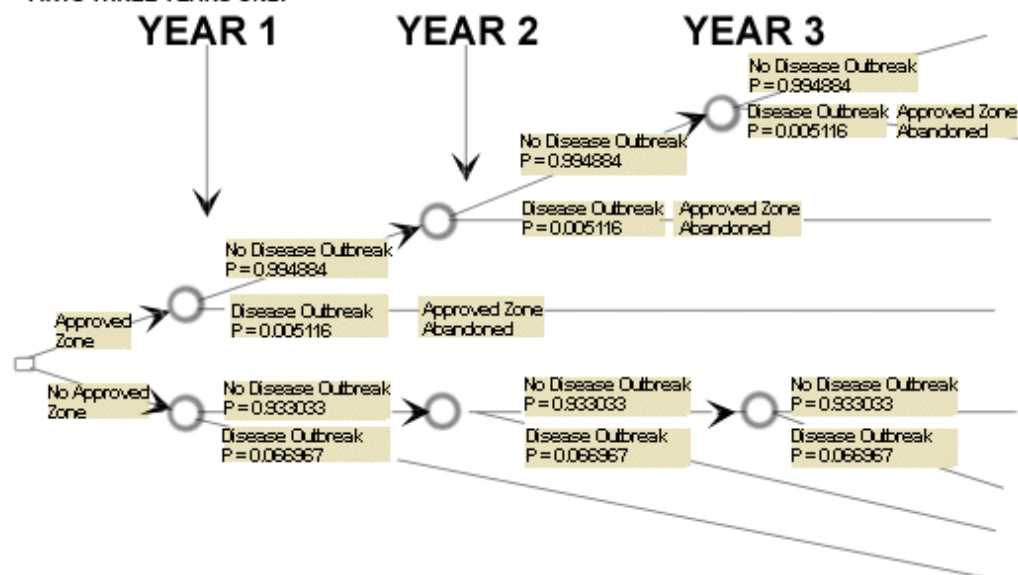 YEAR 1
YEAR 2
YEAR 3
No Disease Outbreak
P = 0.994884
Disease Outbreak
P = 0.005116
Approved Zone
Abandoned
No Disease Outbreak
P = 0.994884
Disease Outbreak
P = 0.005116
Approved Zone
Abandoned
No Disease Outbreak
P = 0.994884
Disease Outbreak
P = 0.005116
Approved Zone
Abandoned
Approved
Zone
No Approved
Zone
No Disease Outbreak
P = 0.933033
Disease Outbreak
P = 0.066967
No Disease Outbreak
P = 0.933033
Disease Outbreak
P = 0.066967
No Disease Outbreak
P = 0.933033
Disease Outbreak
P = 0.066967